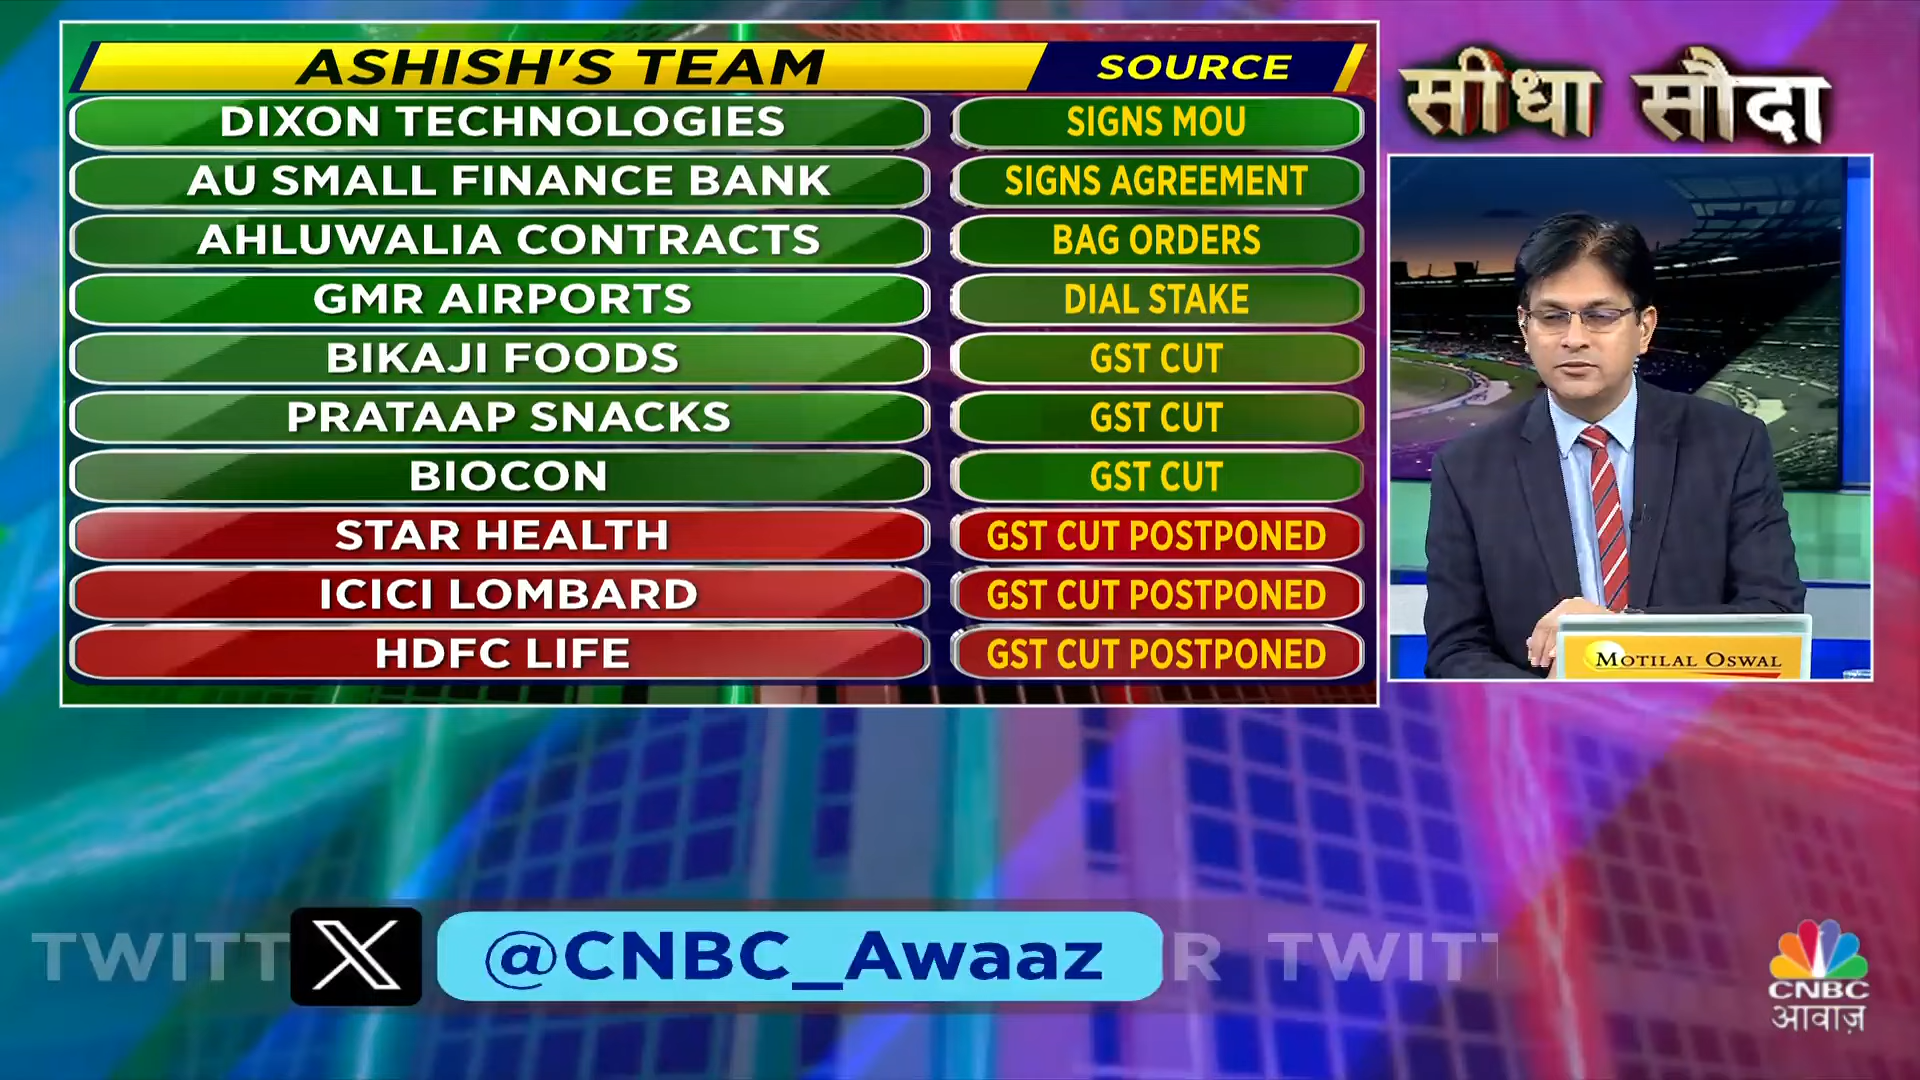 ASHISH'S TEAM SOURCE
DIXON TECHNOLOGIES SIGNS MOU
AU SMALL FINANCE BANK SIGNS AGREEMENT
AHLUWALIA CONTRACTS BAG ORDERS
GMR AIRPORTS DIAL STAKE
BIKAJI FOODS GST CUT
PRATAAP SNACKS GST CUT
BIOCON GST CUT
STAR HEALTH GST CUT POSTPONED
ICICI LOMBARD GST CUT POSTPONED
HDFC LIFE GST CUT POSTPONED
सीधा सौदा
MOTILAL OSWAL
TWITT @CNBC_Awaaz R TWITT
CNBC
आवाज़